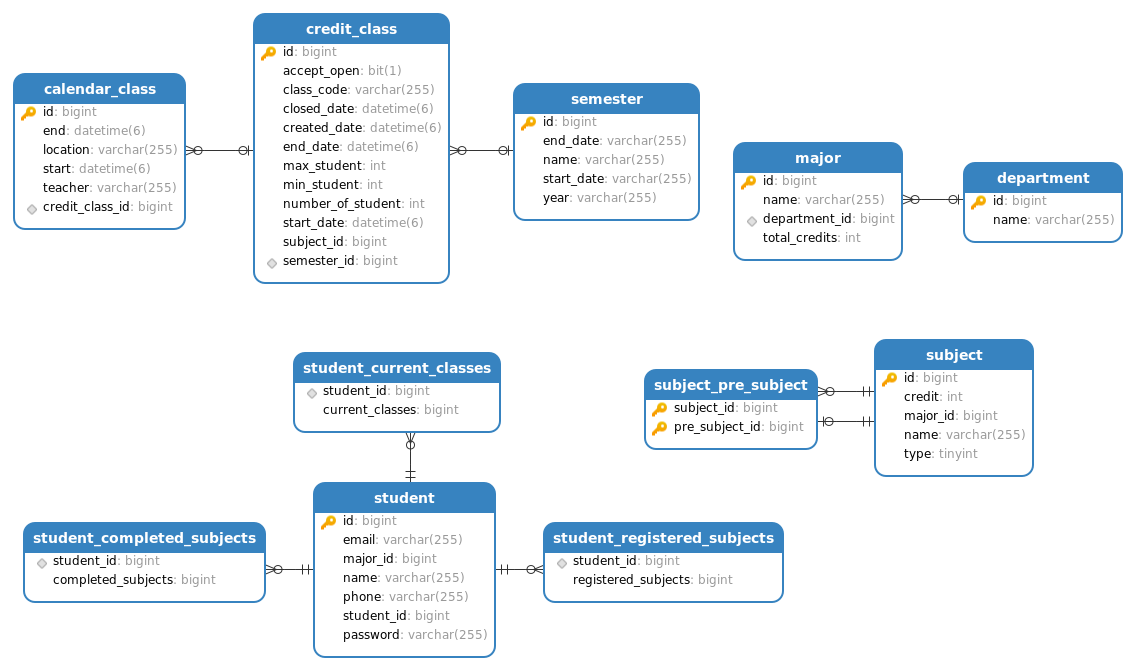 credit_class
id: bigint
accept_open: bit(1)
class_code: varchar(255)
closed_date: datetime(6)
created_date: datetime(6)
end_date: datetime(6)
max_student: int
min_student: int
number_of_student: int
start_date: datetime(6)
subject_id: bigint
semester_id: bigint
calendar_class
id: bigint
end: datetime(6)
location: varchar(255)
start: datetime(6)
teacher: varchar(255)
credit_class_id: bigint
semester
id: bigint
end_date: varchar(255)
name: varchar(255)
start_date: varchar(255)
year: varchar(255)
major
id: bigint
name: varchar(255)
department_id: bigint
total_credits: int
department
id: bigint
name: varchar(255)
student_current_classes
student_id: bigint
current_classes: bigint
subject_pre_subject
subject_id: bigint
pre_subject_id: bigint
subject
id: bigint
credit: int
major_id: bigint
name: varchar(255)
type: tinyint
student_completed_subjects
student_id: bigint
completed_subjects: bigint
student
id: bigint
email: varchar(255)
major_id: bigint
name: varchar(255)
phone: varchar(255)
student_id: bigint
password: varchar(255)
student_registered_subjects
student_id: bigint
registered_subjects: bigint